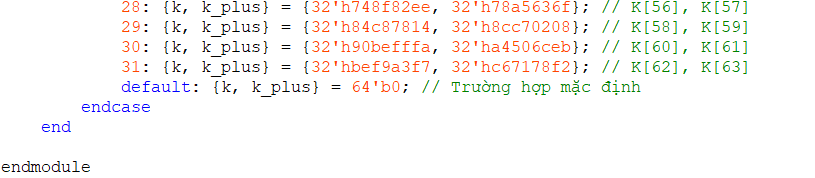 28: {k, k_plus} = {32'h748f82ee, 32'h78a5636f}; // K[56], K[57]
29: {k, k_plus} = {32'h84c87814, 32'h8cc70208}; // K[58], K[59]
30: {k, k_plus} = {32'h90befffa, 32'ha4506ceb}; // K[60], K[61]
31: {k, k_plus} = {32'hbef9a3f7, 32'hc67178f2}; // K[62], K[63]
default: {k, k_plus} = 64'b0; // Trường hợp mặc định
endcase
end
endmodule